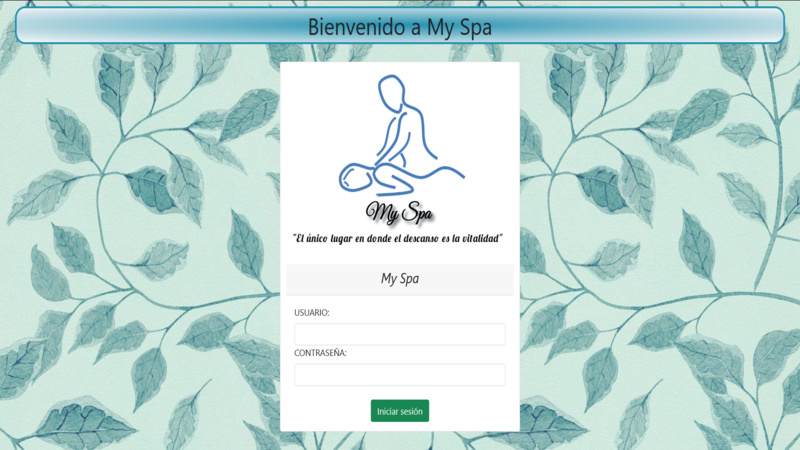 Bienvenido a My Spa
My Spa
"El único lugar en donde el descanso es la vitalidad"
My Spa
USUARIO:
CONTRASEÑA:
Iniciar sesión